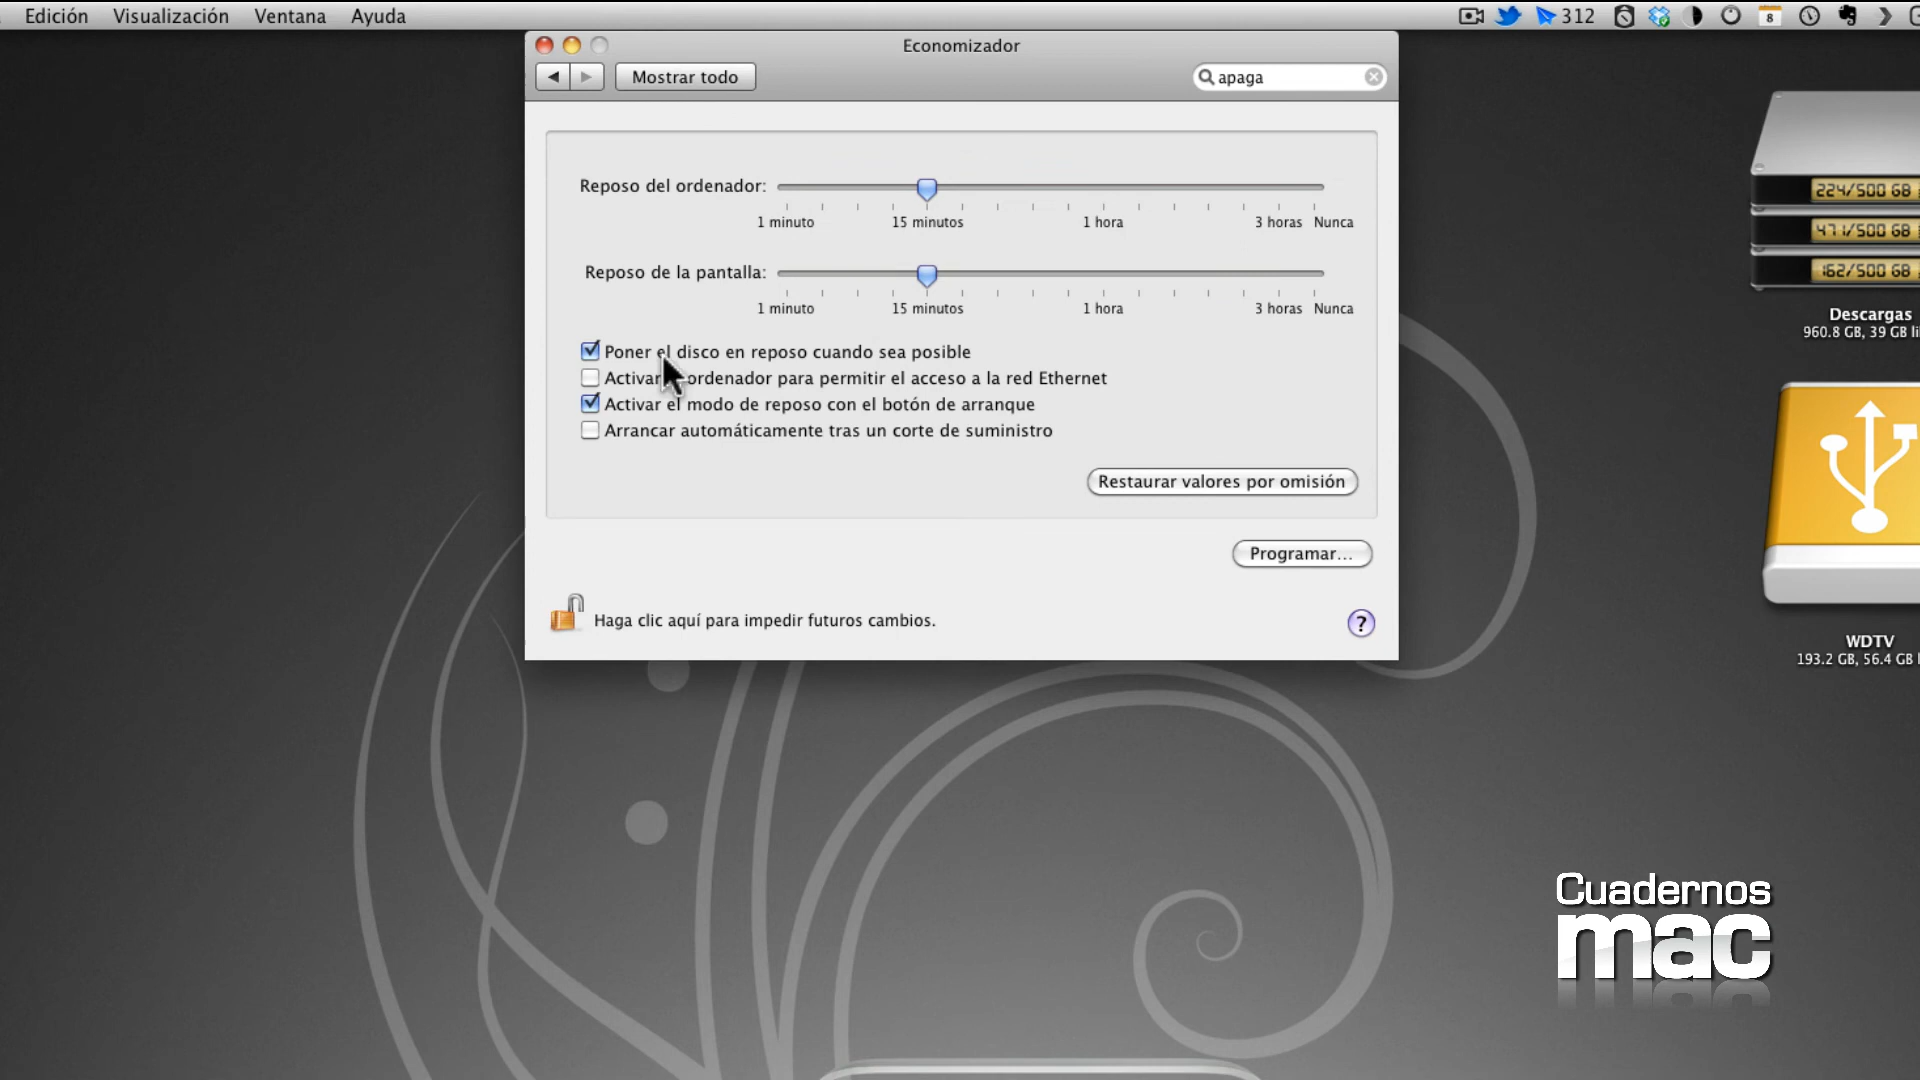 Edición Visualización Ventana Ayuda 312 8
Economizador
Mostrar todo apaga
Reposo del ordenador:
1 minuto 15 minutos 1 hora 3 horas Nunca
Reposo de la pantalla:
1 minuto 15 minutos 1 hora 3 horas Nunca
Poner el disco en reposo cuando sea posible
Activar ordenador para permitir el acceso a la red Ethernet
Activar el modo de reposo con el botón de arranque
Arrancar automáticamente tras un corte de suministro
Restaurar valores por omisión
Programar...
Haga clic aquí para impedir futuros cambios.
?
224/500 GB
471/500 GB
162/500 GB
Descargas
960.8 GB, 39 GB li
WDTV
193.2 GB, 56.4 GB l
Cuadernos
mac